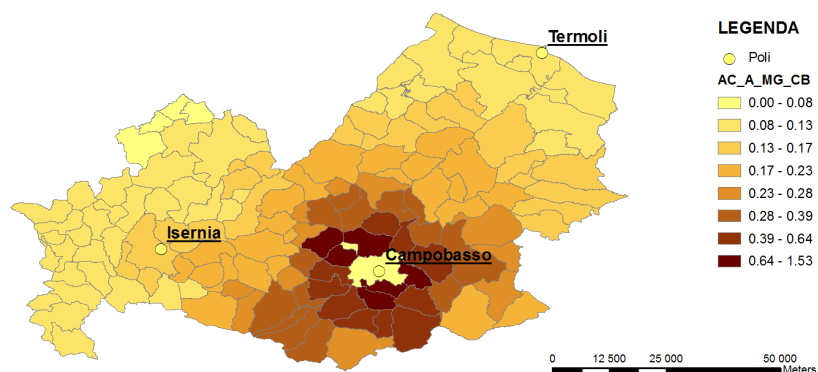 Termoli
Isernia
Campobasso
LEGENDA
Poli
AC_A_MG_CB
0.00 - 0.08
0.08 - 0.13
0.13 - 0.17
0.17 - 0.23
0.23 - 0.28
0.28 - 0.39
0.39 - 0.64
0.64 - 1.53
0 12 500 25 000 50 000
Meters